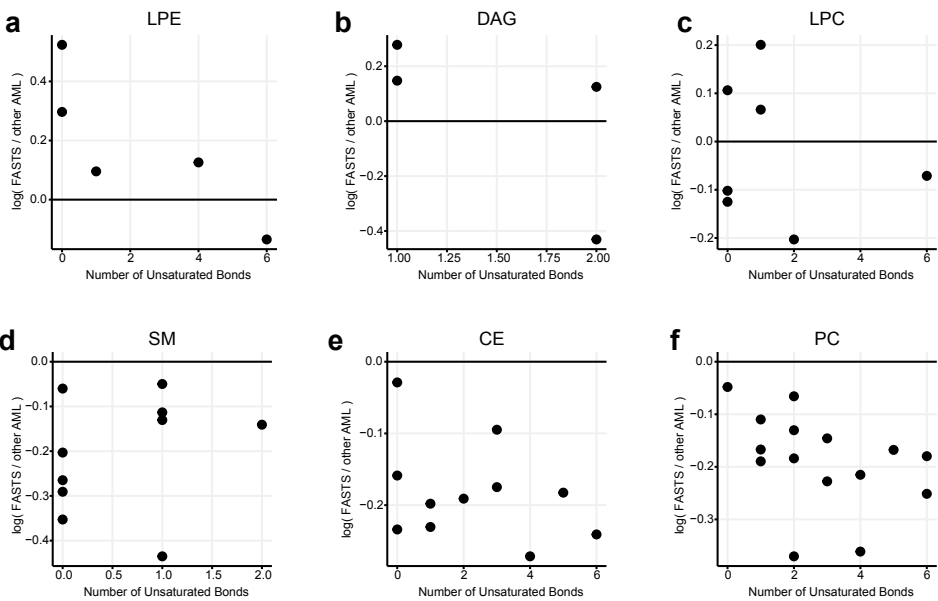 a
LPE
log( FASTS / other AML )
0.4
0.2
0.0
0 2 4 6
Number of Unsaturated Bonds
b
DAG
log( FASTS / other AML )
0.2
0.0
−0.2
−0.4
1.00 1.25 1.50 1.75 2.00
Number of Unsaturated Bonds
c
LPC
log( FASTS / other AML )
0.2
0.1
0.0
−0.1
−0.2
0 2 4 6
Number of Unsaturated Bonds
d
SM
log( FASTS / other AML )
0.0
−0.1
−0.2
−0.3
−0.4
0.0 0.5 1.0 1.5 2.0
Number of Unsaturated Bonds
e
CE
log( FASTS / other AML )
0.0
−0.1
−0.2
0 2 4 6
Number of Unsaturated Bonds
f
PC
log( FASTS / other AML )
0.0
−0.1
−0.2
−0.3
0 2 4 6
Number of Unsaturated Bonds